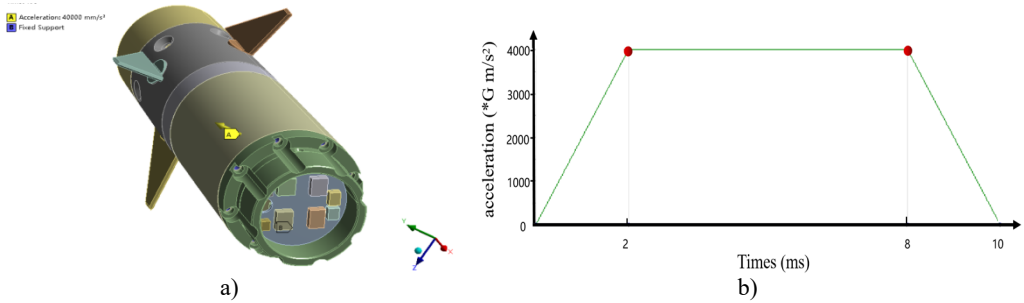 Acceleration: 40000 mm/s²
Fixed Support
A
Y
X
Z
a)
acceleration (*G m/s²)
4000
3000
2000
1000
0
2
8
10
Times (ms)
b)